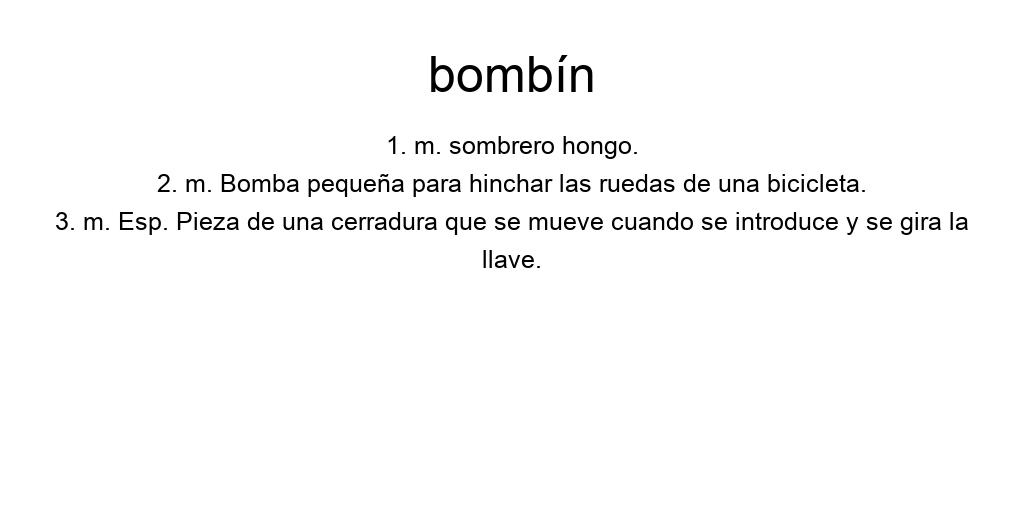 bombín
1. m. sombrero hongo.
2. m. Bomba pequeña para hinchar las ruedas de una bicicleta.
3. m. Esp. Pieza de una cerradura que se mueve cuando se introduce y se gira la
llave.